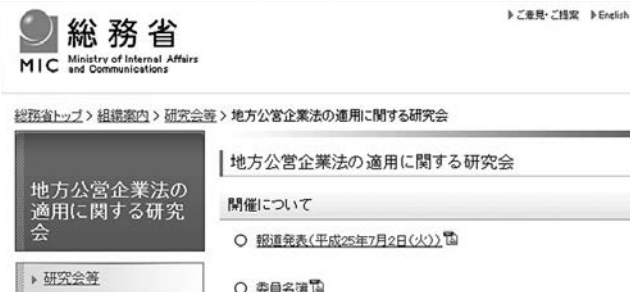 ▶ご意見・ご提案 ▶English
総務省
MIC Ministry of Internal Affairs
and Communications
総務省トップ > 組織案内 > 研究会等 > 地方公営企業法の適用に関する研究会
地方公営企業法の
適用に関する研究
会
▶ 研究会等
地方公営企業法の適用に関する研究会
開催について
○ 報道発表(平成25年7月2日(火))
○ 委員名簿